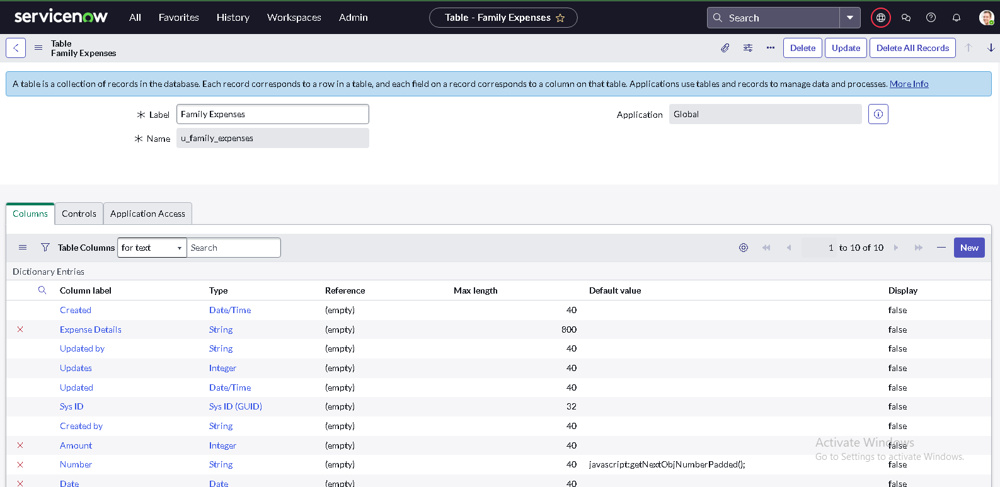 servicenow All Favorites History Workspaces Admin Table - Family Expenses Search
Table
Family Expenses
Delete Update Delete All Records
A table is a collection of records in the database. Each record corresponds to a row in a table, and each field on a record corresponds to a column on that table. Applications use tables and records to manage data and processes. More Info
Label Family Expenses Application Global
Name u_family_expenses
Columns Controls Application Access
Table Columns for text Search 1 to 10 of 10 New
Dictionary Entries
Column label Type Reference Max length Default value Display
Created Date/Time (empty) 40 false
Expense Details String (empty) 800 false
Updated by String (empty) 40 false
Updates Integer (empty) 40 false
Updated Date/Time (empty) 40 false
Sys ID Sys ID (GUID) (empty) 32 false
Created by String (empty) 40 false
Amount Integer (empty) 40 false
Number String (empty) 40 javascript:getNextObjNumberPadded(); false
Date Date (empty) 40 false
Activate Windows
Go to Settings to activate Windows.